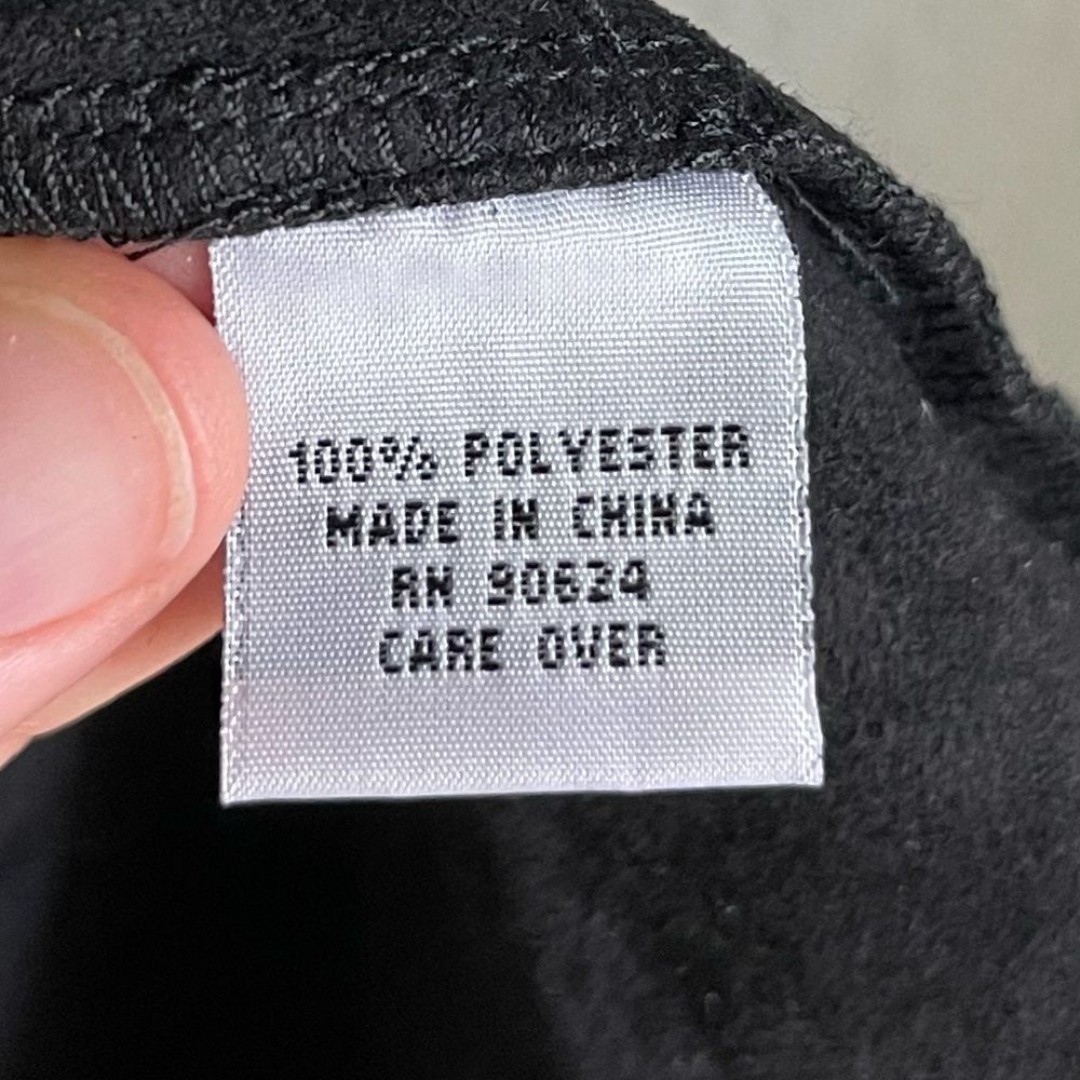 100% POLYESTER
MADE IN CHINA
RN 90624
CARE OVER